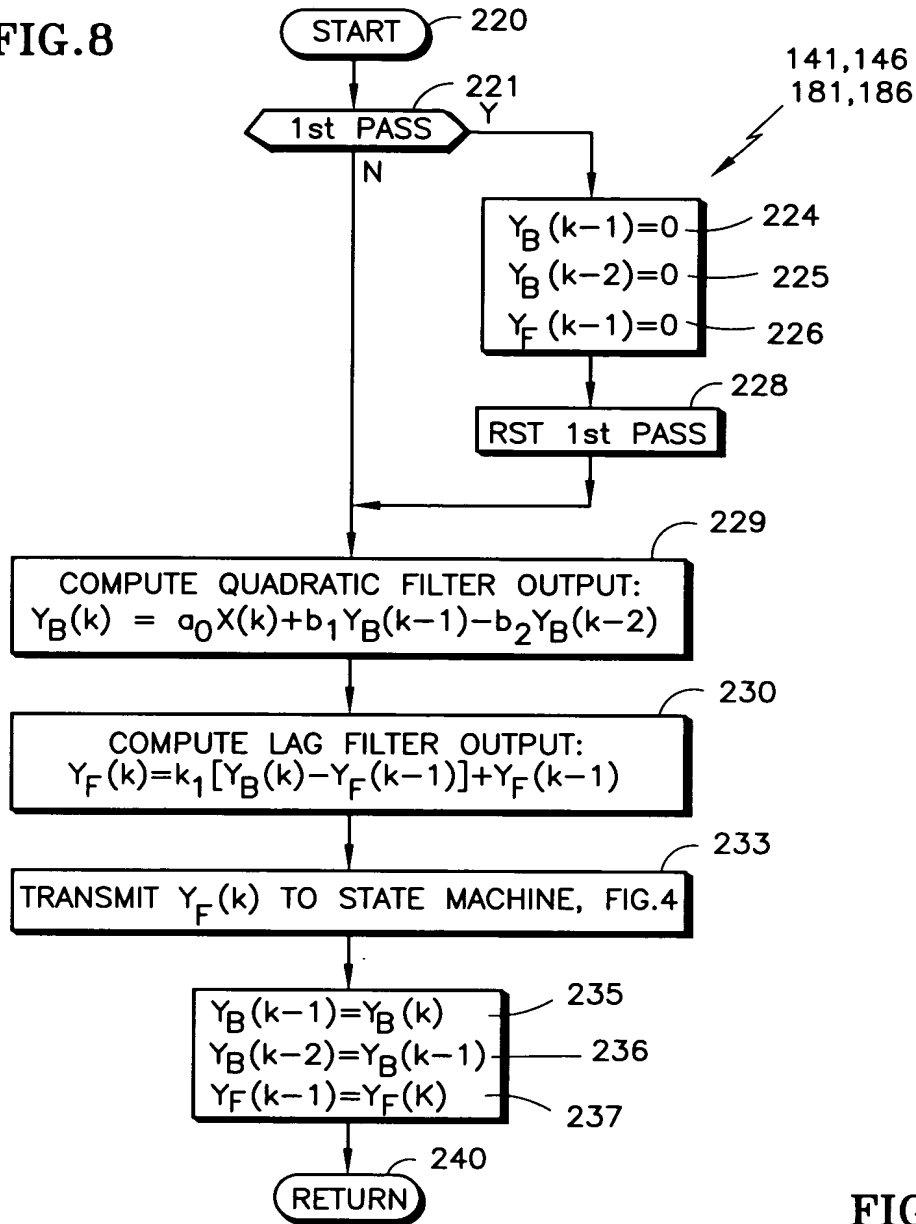 FIG.8
START
220
221
1st PASS
Y
N
141,146
181,186
Y_B(k-1)=0
224
Y_B(k-2)=0
225
Y_F(k-1)=0
226
228
RST 1st PASS
229
COMPUTE QUADRATIC FILTER OUTPUT:
Y_B(k) = a_0X(k)+b_1Y_B(k-1)-b_2Y_B(k-2)
230
COMPUTE LAG FILTER OUTPUT:
Y_F(k)=k_1[Y_B(k)-Y_F(k-1)]+Y_F(k-1)
233
TRANSMIT Y_F(k) TO STATE MACHINE, FIG.4
Y_B(k-1)=Y_B(k)
235
Y_B(k-2)=Y_B(k-1)
236
Y_F(k-1)=Y_F(K)
237
240
RETURN
FIG